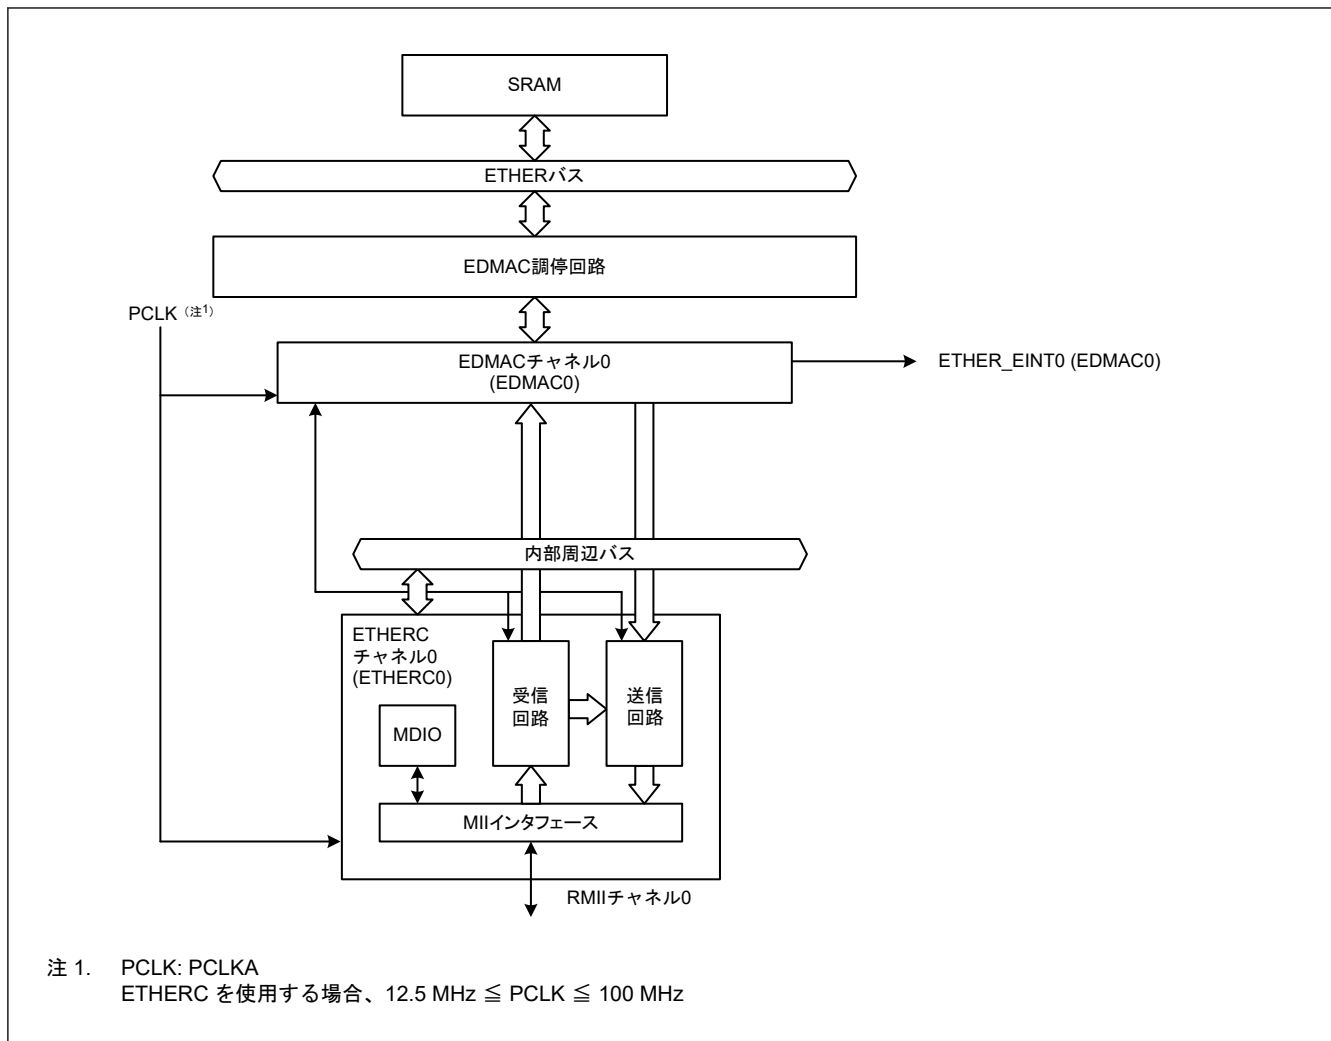 SRAM
ETHERバス
EDMAC調停回路
PCLK（注1）
EDMACチャネル0
(EDMAC0)
ETHER_EINT0 (EDMAC0)
内部周辺バス
ETHERC
チャネル0
(ETHERC0)
受信
回路
送信
回路
MDIO
MIIインタフェース
RMIIチャネル0
注 1. PCLK: PCLKA
ETHERC を使用する場合、12.5 MHz ≦ PCLK ≦ 100 MHz